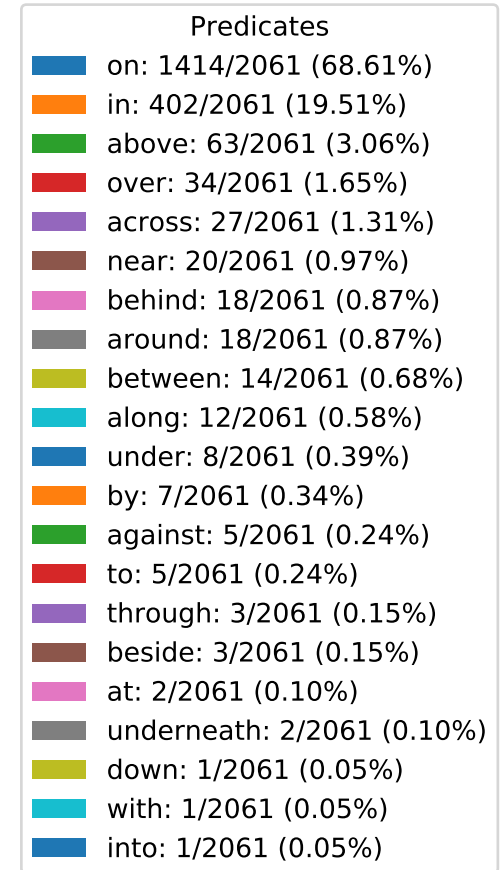 Predicates
on: 1414/2061 (68.61%)
in: 402/2061 (19.51%)
above: 63/2061 (3.06%)
over: 34/2061 (1.65%)
across: 27/2061 (1.31%)
near: 20/2061 (0.97%)
behind: 18/2061 (0.87%)
around: 18/2061 (0.87%)
between: 14/2061 (0.68%)
along: 12/2061 (0.58%)
under: 8/2061 (0.39%)
by: 7/2061 (0.34%)
against: 5/2061 (0.24%)
to: 5/2061 (0.24%)
through: 3/2061 (0.15%)
beside: 3/2061 (0.15%)
at: 2/2061 (0.10%)
underneath: 2/2061 (0.10%)
down: 1/2061 (0.05%)
with: 1/2061 (0.05%)
into: 1/2061 (0.05%)